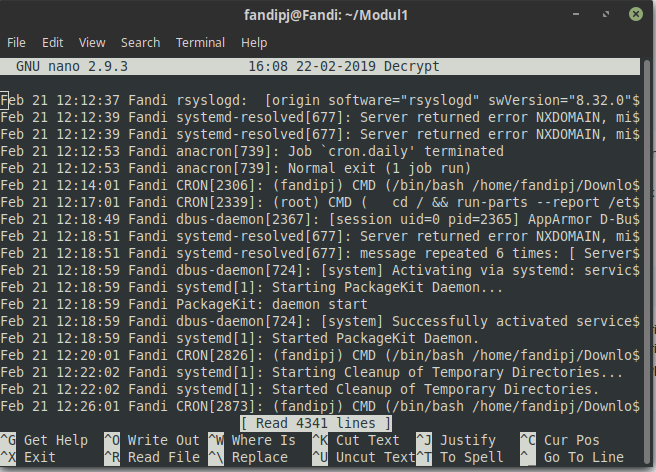 fandipj@Fandi: ~/Modul1
File Edit View Search Terminal Help
GNU nano 2.9.3 16:08 22-02-2019 Decrypt
Feb 21 12:12:37 Fandi rsyslogd:  [origin software="rsyslogd" swVersion="8.32.0"$
Feb 21 12:12:39 Fandi systemd-resolved[677]: Server returned error NXDOMAIN, mi$
Feb 21 12:12:39 Fandi systemd-resolved[677]: Server returned error NXDOMAIN, mi$
Feb 21 12:12:53 Fandi anacron[739]: Job `cron.daily' terminated
Feb 21 12:12:53 Fandi anacron[739]: Normal exit (1 job run)
Feb 21 12:14:01 Fandi CRON[2306]: (fandipj) CMD (/bin/bash /home/fandipj/Downlo$
Feb 21 12:17:01 Fandi CRON[2339]: (root) CMD (   cd / && run-parts --report /et$
Feb 21 12:18:49 Fandi dbus-daemon[2367]: [session uid=0 pid=2365] AppArmor D-Bu$
Feb 21 12:18:51 Fandi systemd-resolved[677]: Server returned error NXDOMAIN, mi$
Feb 21 12:18:51 Fandi systemd-resolved[677]: message repeated 6 times: [ Server$
Feb 21 12:18:59 Fandi dbus-daemon[724]: [system] Activating via systemd: servic$
Feb 21 12:18:59 Fandi systemd[1]: Starting PackageKit Daemon...
Feb 21 12:18:59 Fandi PackageKit: daemon start
Feb 21 12:18:59 Fandi dbus-daemon[724]: [system] Successfully activated service$
Feb 21 12:18:59 Fandi systemd[1]: Started PackageKit Daemon.
Feb 21 12:20:01 Fandi CRON[2826]: (fandipj) CMD (/bin/bash /home/fandipj/Downlo$
Feb 21 12:22:02 Fandi systemd[1]: Starting Cleanup of Temporary Directories...
Feb 21 12:22:02 Fandi systemd[1]: Started Cleanup of Temporary Directories.
Feb 21 12:26:01 Fandi CRON[2873]: (fandipj) CMD (/bin/bash /home/fandipj/Downlo$
[ Read 4341 lines ]
^G Get Help ^O Write Out ^W Where Is ^K Cut Text ^J Justify ^C Cur Pos
^X Exit ^R Read File ^\ Replace ^U Uncut Text ^T To Spell ^_ Go To Line